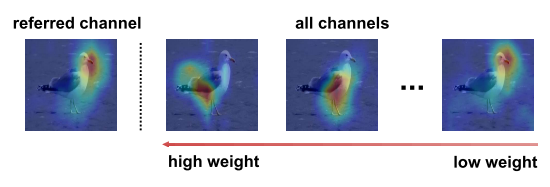 referred channel
all channels
...
high weight
low weight